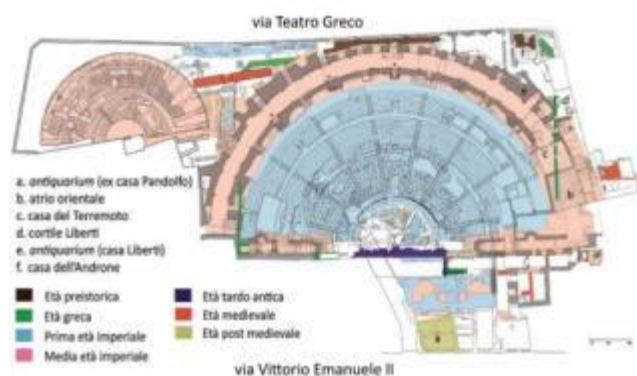 via Teatro Greco
a. antiquarium (ex casa Pandolfo)
b. atrio orientale
c. casa del Terremoto
d. cortile Liberti
e. antiquarium (casa Liberti)
f. casa dell'Androne
Età preistorica
Età greca
Prima età imperiale
Media età imperiale
Età tardo antica
Età medievale
Età post medievale
via Vittorio Emanuele II